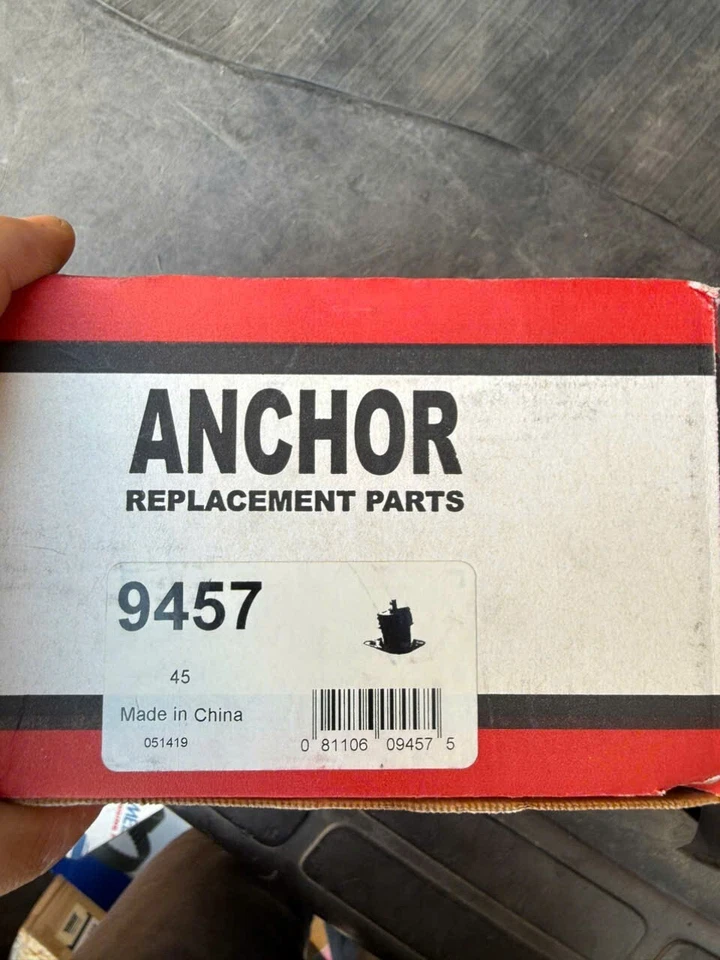 ANCHOR
REPLACEMENT PARTS
9457
45
Made in China
051419
0 81106 09457 5